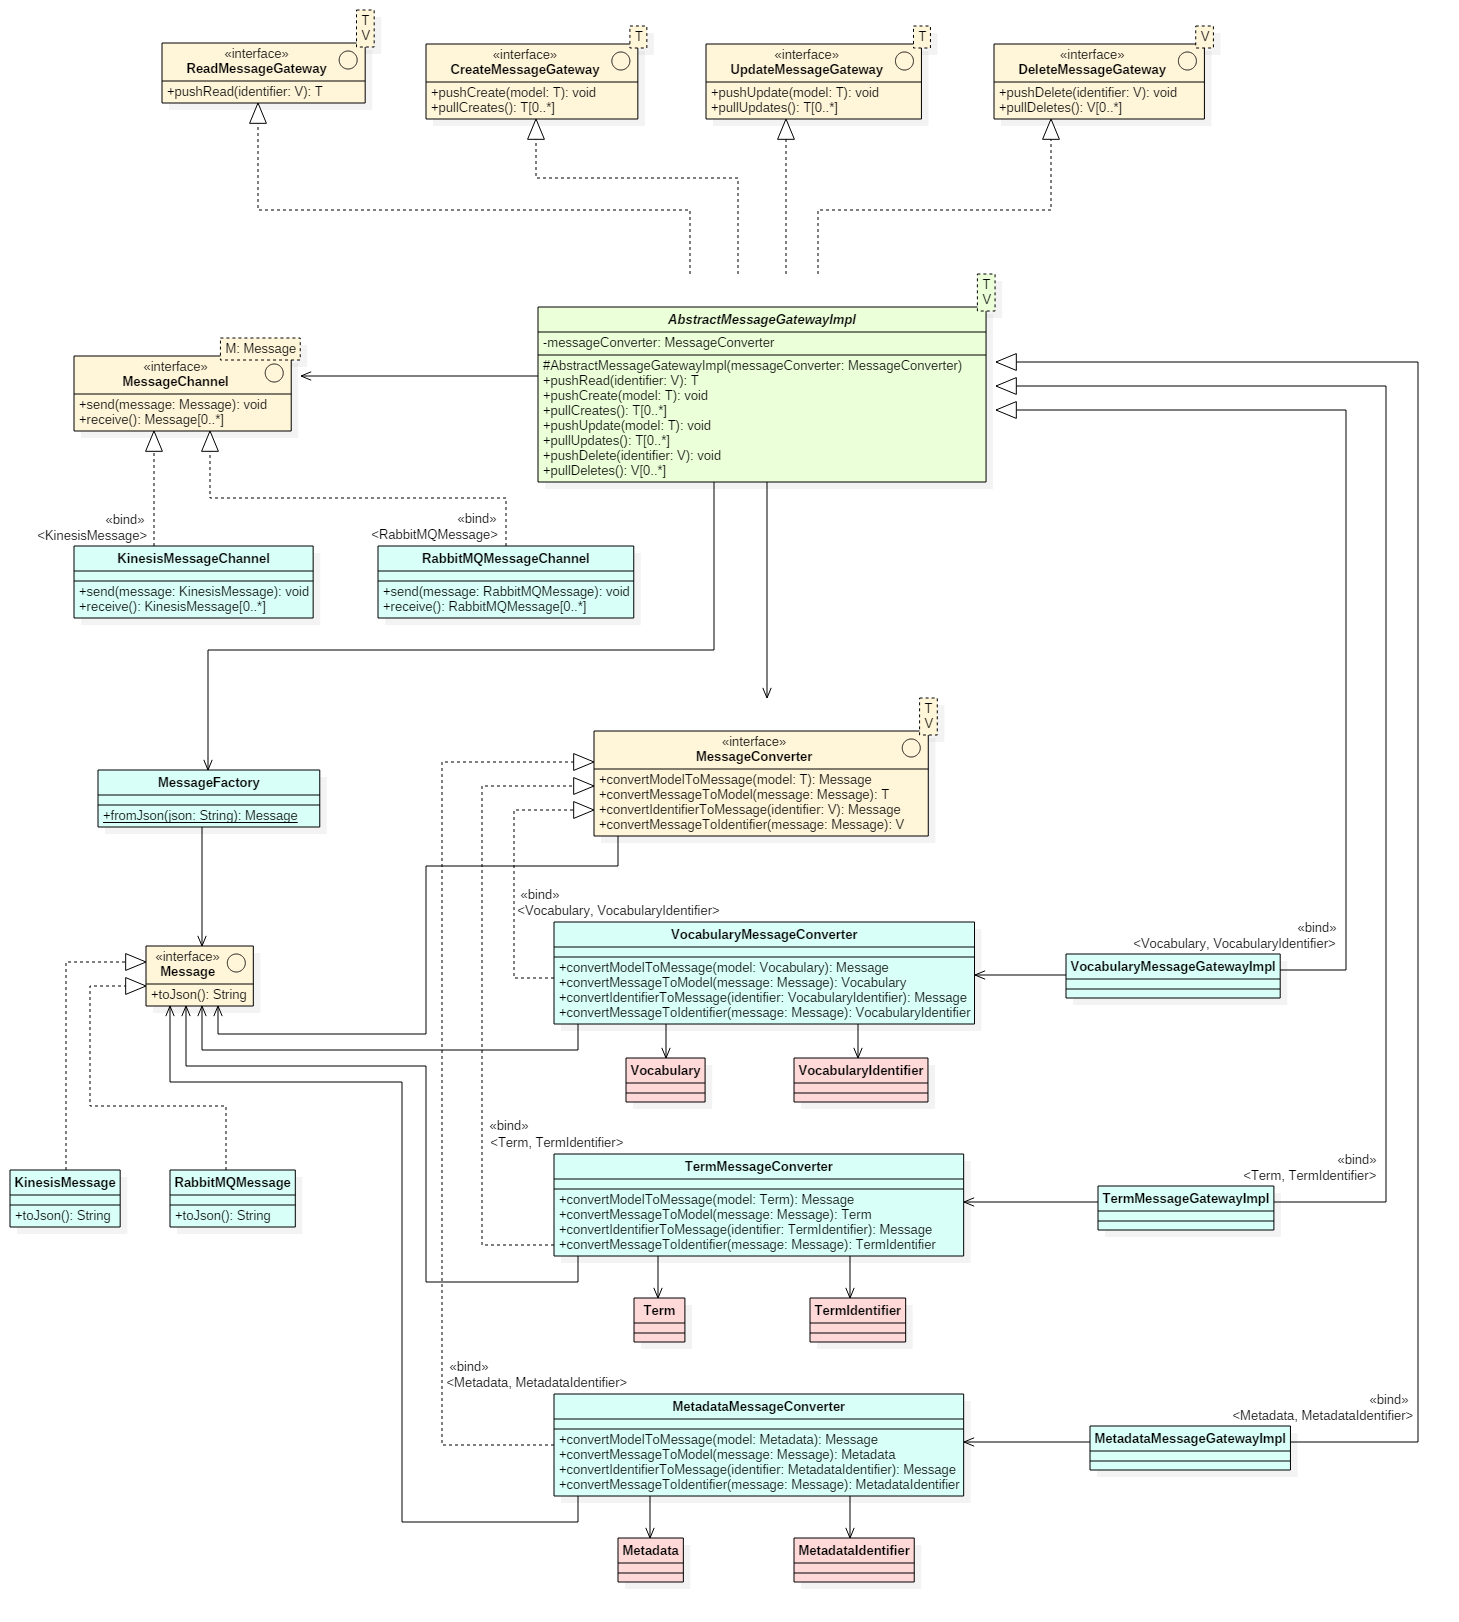 T
V
«interface»
ReadMessageGateway
+pushRead(identifier: V): T
T
«interface»
CreateMessageGateway
+pushCreate(model: T): void
+pullCreates(): T[0..*]
T
«interface»
UpdateMessageGateway
+pushUpdate(model: T): void
+pullUpdates(): T[0..*]
V
«interface»
DeleteMessageGateway
+pushDelete(identifier: V): void
+pullDeletes(): V[0..*]
T
V
AbstractMessageGatewayImpl
-messageConverter: MessageConverter
#AbstractMessageGatewayImpl(messageConverter: MessageConverter)
+pushRead(identifier: V): T
+pushCreate(model: T): void
+pullCreates(): T[0..*]
+pushUpdate(model: T): void
+pullUpdates(): T[0..*]
+pushDelete(identifier: V): void
+pullDeletes(): V[0..*]
M: Message
«interface»
MessageChannel
+send(message: Message): void
+receive(): Message[0..*]
«bind»
<KinesisMessage>
KinesisMessageChannel
+send(message: KinesisMessage): void
+receive(): KinesisMessage[0..*]
«bind»
<RabbitMQMessage>
RabbitMQMessageChannel
+send(message: RabbitMQMessage): void
+receive(): RabbitMQMessage[0..*]
T
V
«interface»
MessageConverter
+convertModelToMessage(model: T): Message
+convertMessageToModel(message: Message): T
+convertIdentifierToMessage(identifier: V): Message
+convertMessageToIdentifier(message: Message): V
MessageFactory
+fromJson(json: String): Message
«bind»
<Vocabulary, VocabularyIdentifier>
VocabularyMessageConverter
+convertModelToMessage(model: Vocabulary): Message
+convertMessageToModel(message: Message): Vocabulary
+convertIdentifierToMessage(identifier: VocabularyIdentifier): Message
+convertMessageToIdentifier(message: Message): VocabularyIdentifier
«bind»
<Vocabulary, VocabularyIdentifier>
VocabularyMessageGatewayImpl
«interface»
Message
+toJson(): String
Vocabulary
VocabularyIdentifier
«bind»
<Term, TermIdentifier>
TermMessageConverter
+convertModelToMessage(model: Term): Message
+convertMessageToModel(message: Message): Term
+convertIdentifierToMessage(identifier: TermIdentifier): Message
+convertMessageToIdentifier(message: Message): TermIdentifier
«bind»
<Term, TermIdentifier>
TermMessageGatewayImpl
KinesisMessage
+toJson(): String
RabbitMQMessage
+toJson(): String
Term
TermIdentifier
«bind»
<Metadata, MetadataIdentifier>
MetadataMessageConverter
+convertModelToMessage(model: Metadata): Message
+convertMessageToModel(message: Message): Metadata
+convertIdentifierToMessage(identifier: MetadataIdentifier): Message
+convertMessageToIdentifier(message: Message): MetadataIdentifier
«bind»
<Metadata, MetadataIdentifier>
MetadataMessageGatewayImpl
Metadata
MetadataIdentifier